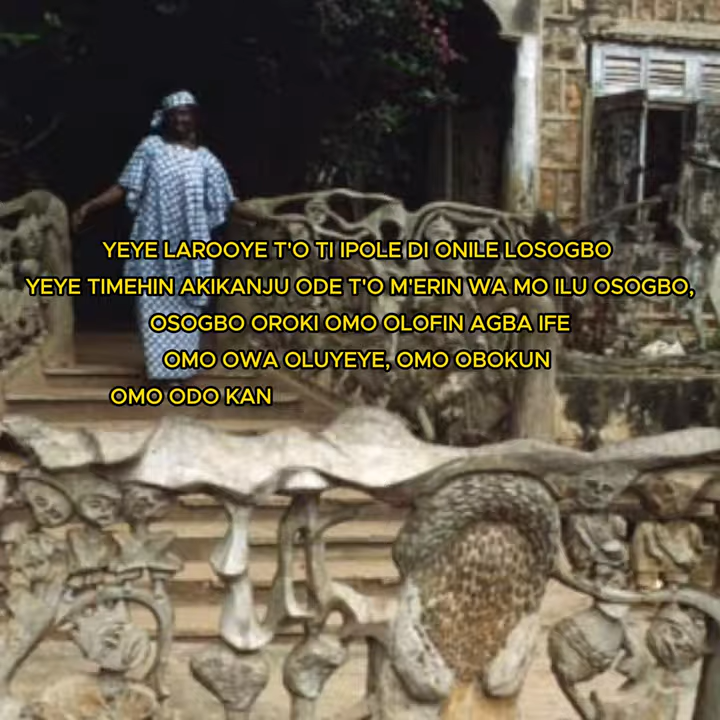 YEYE LAROOYE T'O TI IPOLE DI ONILE LOSOGBO
YEYE TIMEHIN AKIKANJU ODE T'O M'ERIN WA MO ILU OSOGBO,
OSOGBO OROKI OMO OLOFIN AGBA IFE
OMO OWA OLUYEYE, OMO OBOKUN
OMO ODO KAN